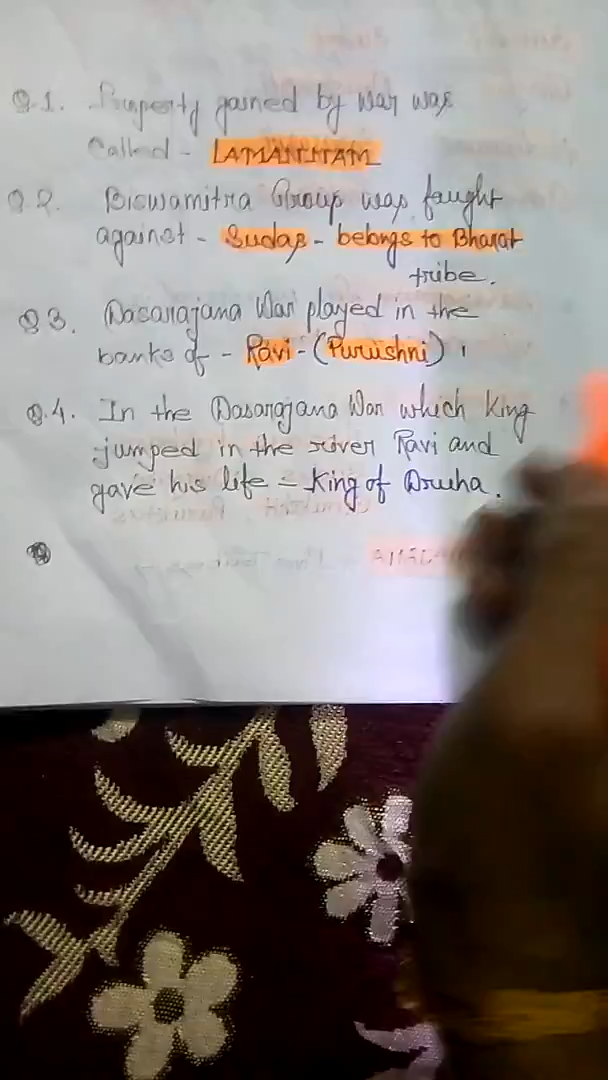 Q.1. Property gained by war was
Called - LAMANITAM
Q 2. Biswamitra Group was faught
against - Sudas - belongs to Bharat
tribe.
Q 3. Dasarajana War played in the
banks of - Ravi - (Purushni)
Q.4. In the Dasarajana War which King
jumped in the river Ravi and
gave his life = King of Druha.